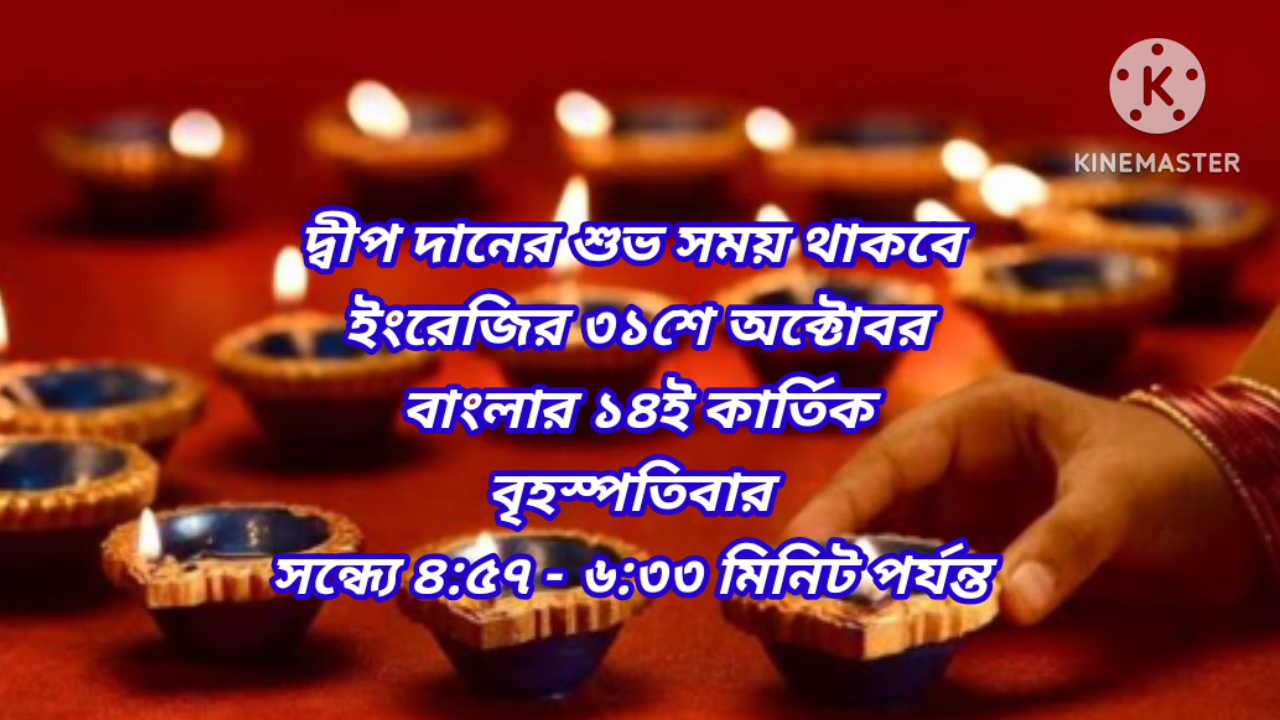 KINEMASTER
দ্বীপ দানের শুভ সময় থাকবে
ইংরেজির ৩১শে অক্টোবর
বাংলার ১৪ই কার্তিক
বৃহস্পতিবার
সন্ধ্যে ৪:৫৭ - ৬:৩৩ মিনিট পর্যন্ত